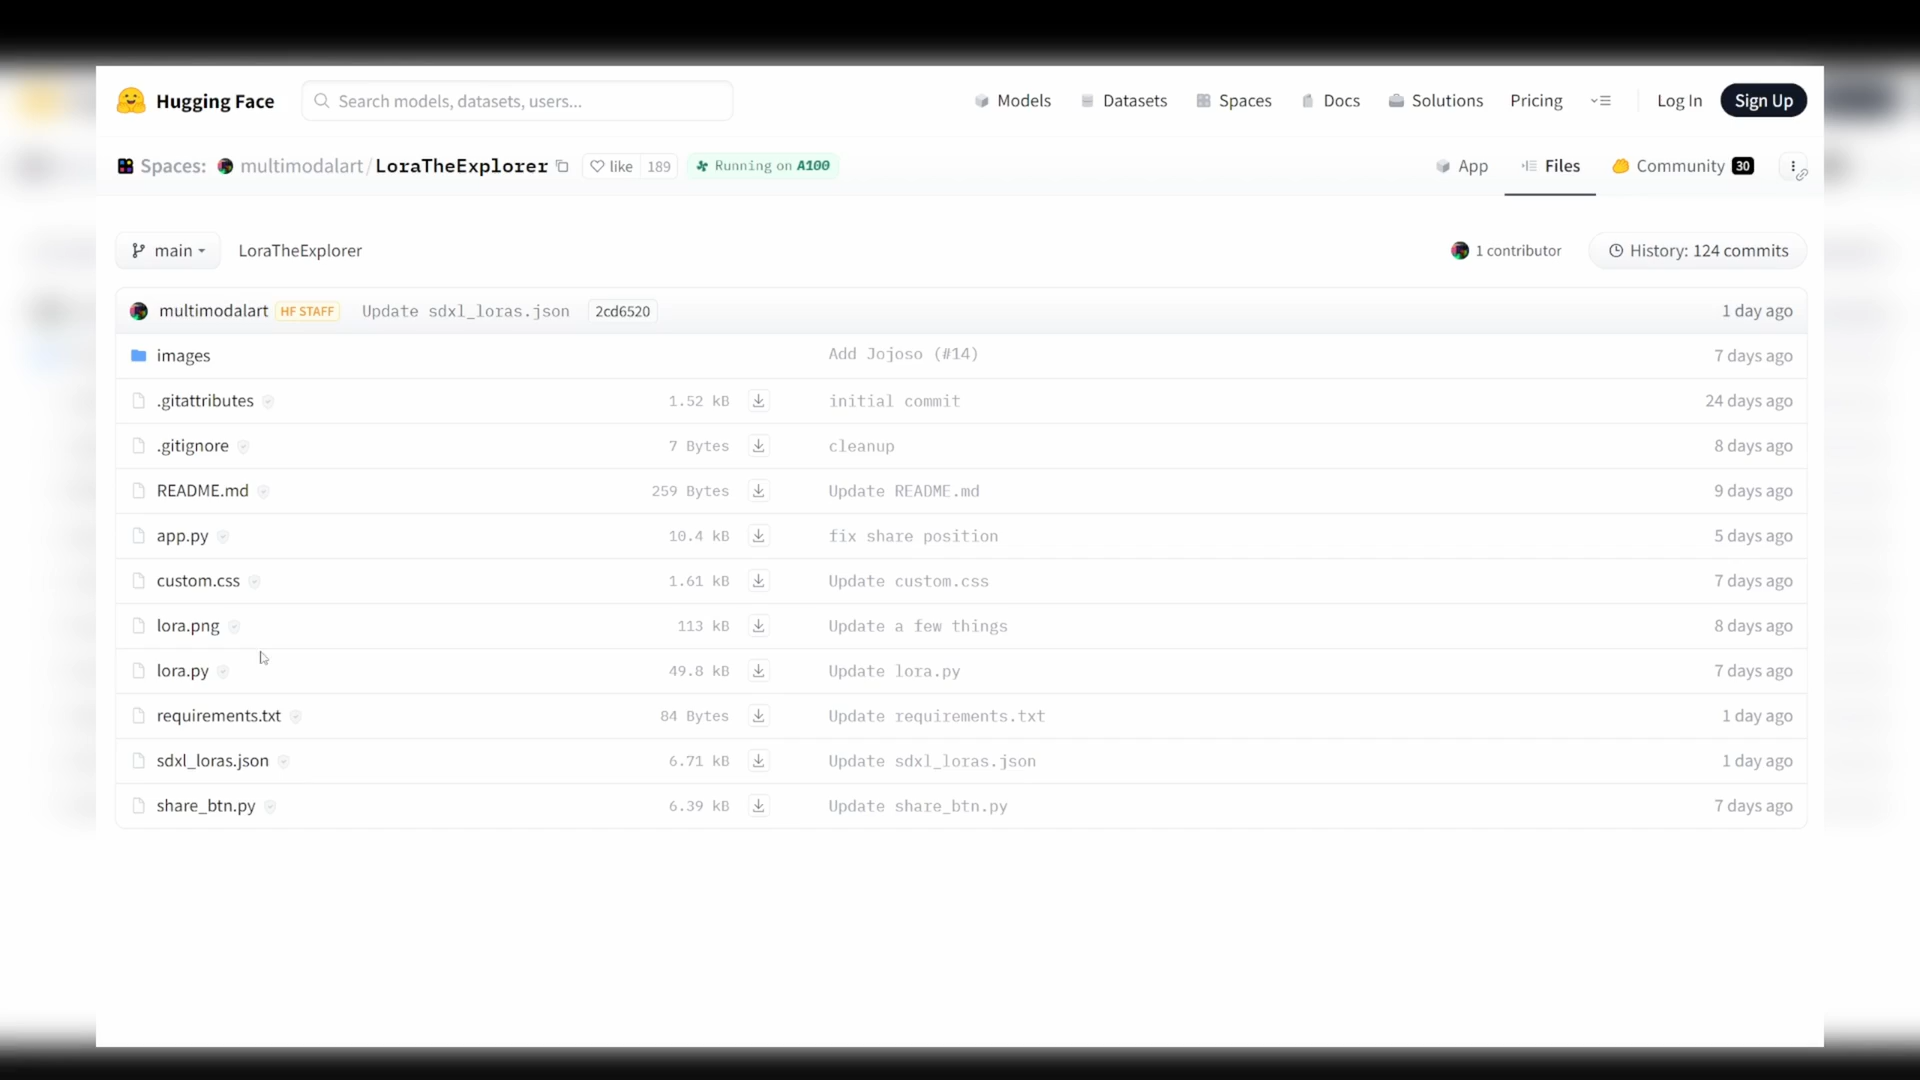 Hugging Face Search models, datasets, users... Models Datasets Spaces Docs Solutions Pricing Log In Sign Up
Spaces: multimodalart/LoraTheExplorer like 189 Running on A100 App Files Community 30
main LoraTheExplorer 1 contributor History: 124 commits
multimodalart HF STAFF Update sdxl_loras.json 2cd6520 1 day ago
images Add Jojoso (#14) 7 days ago
.gitattributes 1.52 kB initial commit 24 days ago
.gitignore 7 Bytes cleanup 8 days ago
README.md 259 Bytes Update README.md 9 days ago
app.py 10.4 kB fix share position 5 days ago
custom.css 1.61 kB Update custom.css 7 days ago
lora.png 113 kB Update a few things 8 days ago
lora.py 49.8 kB Update lora.py 7 days ago
requirements.txt 84 Bytes Update requirements.txt 1 day ago
sdxl_loras.json 6.71 kB Update sdxl_loras.json 1 day ago
share_btn.py 6.39 kB Update share_btn.py 7 days ago